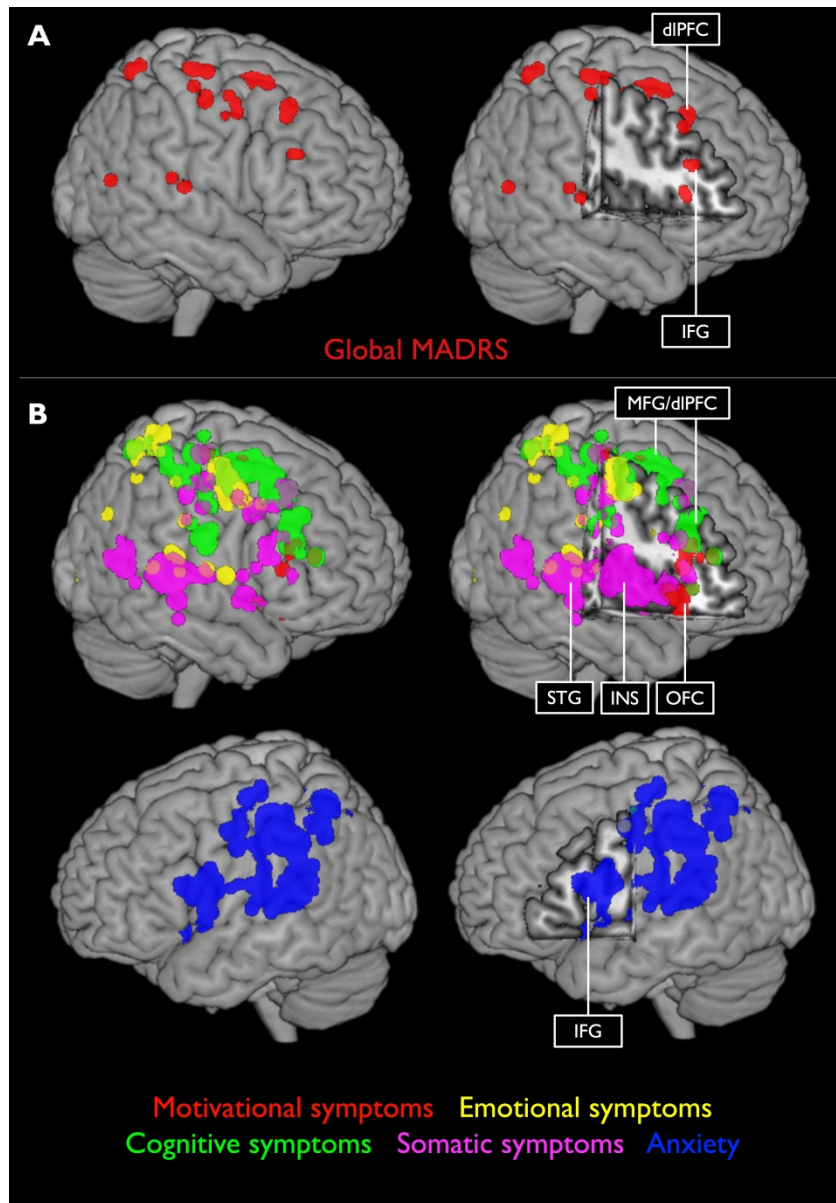 A
dlPFC
IFG
Global MADRS
B
MFG/dlPFC
STG INS OFC
IFG
Motivational symptoms Emotional symptoms
Cognitive symptoms Somatic symptoms Anxiety